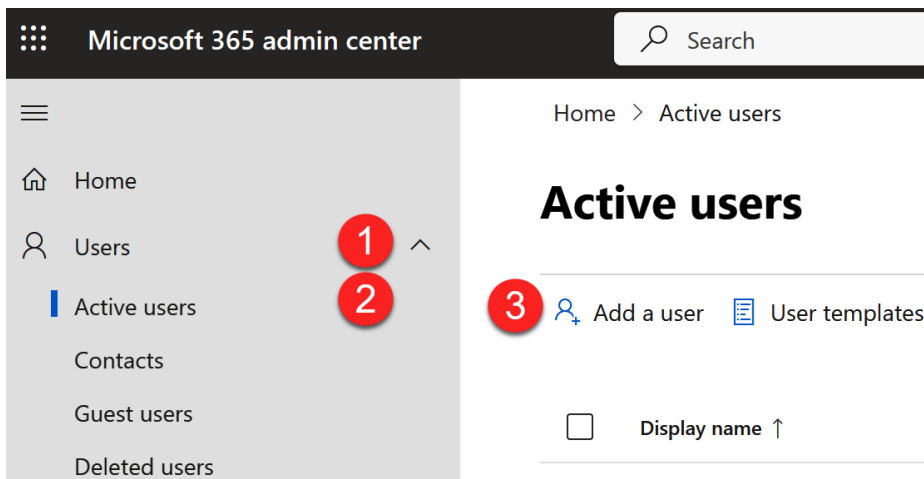 Microsoft 365 admin center
Search
Home
Users
1
Active users
2
Contacts
Guest users
Deleted users
Home > Active users
Active users
3
Add a user
User templates
Display name ↑